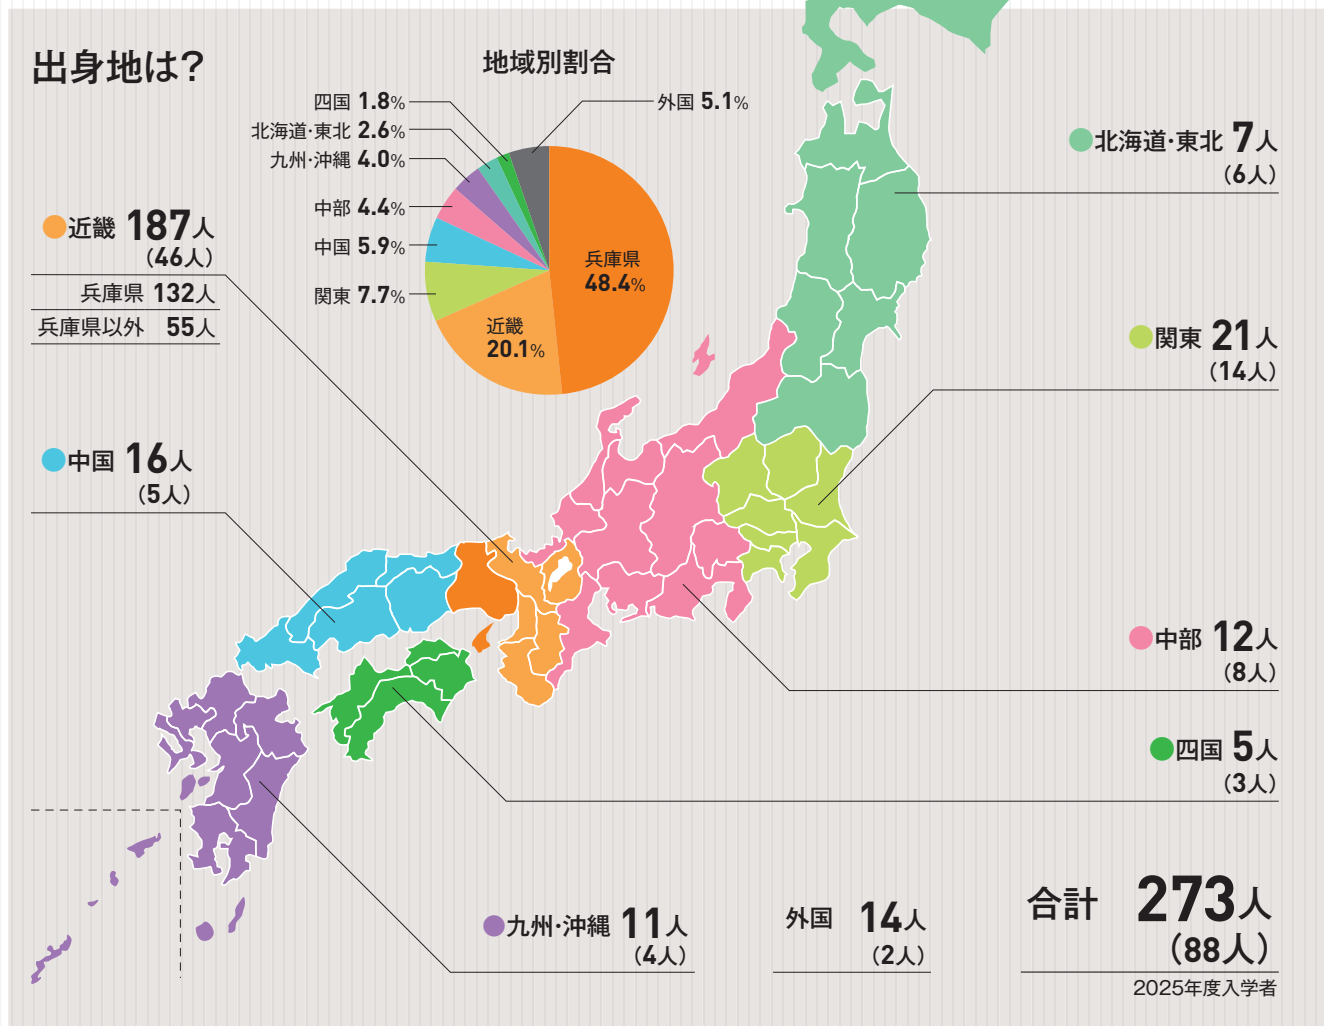 出身地は?
地域別割合
四国 1.8%
北海道・東北 2.6%
九州・沖縄 4.0%
中部 4.4%
中国 5.9%
関東 7.7%
外国 5.1%
兵庫県
48.4%
近畿
20.1%
近畿 187人
(46人)
兵庫県 132人
兵庫県以外 55人
中国 16人
(5人)
北海道・東北 7人
(6人)
関東 21人
(14人)
中部 12人
(8人)
四国 5人
(3人)
九州・沖縄 11人
(4人)
外国 14人
(2人)
合計 273人
(88人)
2025年度入学者